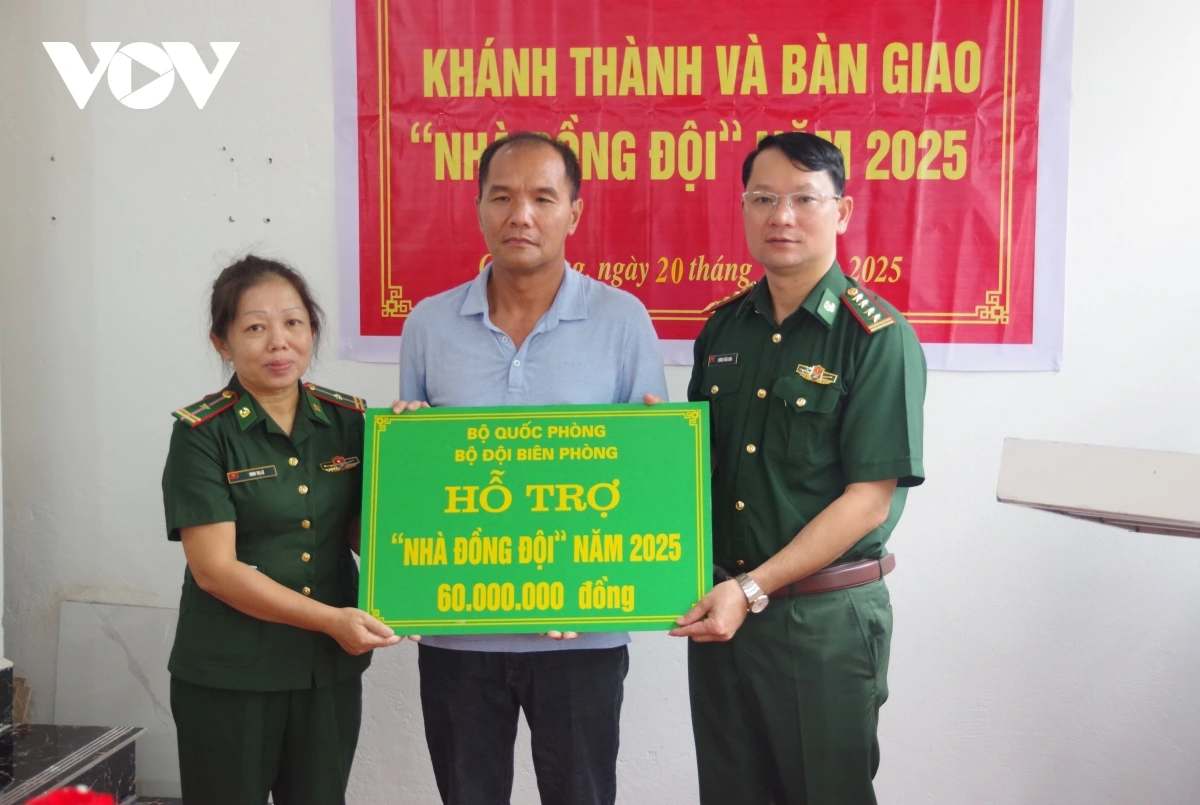 VOV
KHÁNH THÀNH VÀ BÀN GIAO
“NHÀ ĐỒNG ĐỘI” NĂM 2025
ngày 20 tháng 2025
BỘ QUỐC PHÒNG
BỘ ĐỘI BIÊN PHÒNG
HỖ TRỢ
“NHÀ ĐỒNG ĐỘI” NĂM 2025
60.000.000 đồng